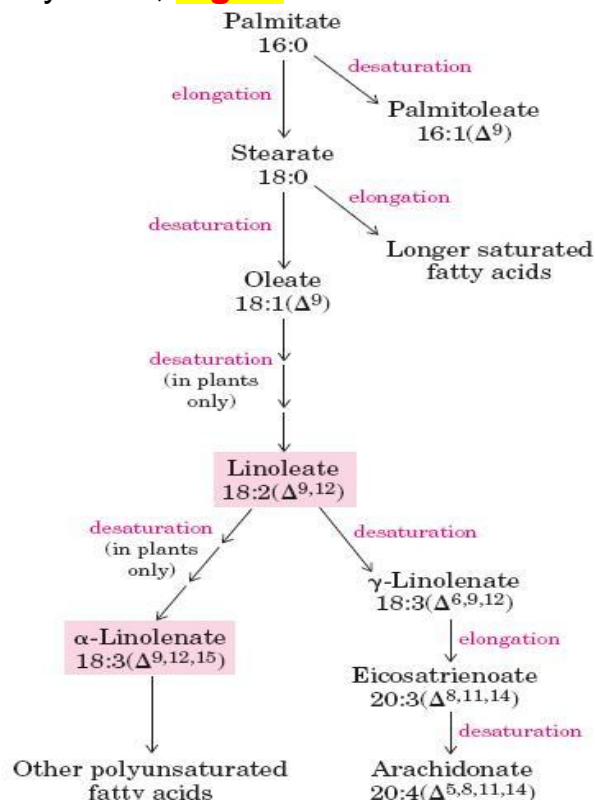 Palmitate
16:0
desaturation
elongation
Palmitoleate
16:1(Δ⁹)
Stearate
18:0
elongation
desaturation
Longer saturated
fatty acids
Oleate
18:1(Δ⁹)
desaturation
(in plants
only)
Linoleate
18:2(Δ⁹,¹²)
desaturation
(in plants
only)
desaturation
γ-Linolenate
18:3(Δ⁶,⁹,¹²)
α-Linolenate
18:3(Δ⁹,¹²,¹⁵)
elongation
Eicosatrienoate
20:3(Δ⁸,¹¹,¹⁴)
desaturation
Other polyunsaturated
fatty acids
Arachidonate
20:4(Δ⁵,⁸,¹¹,¹⁴)